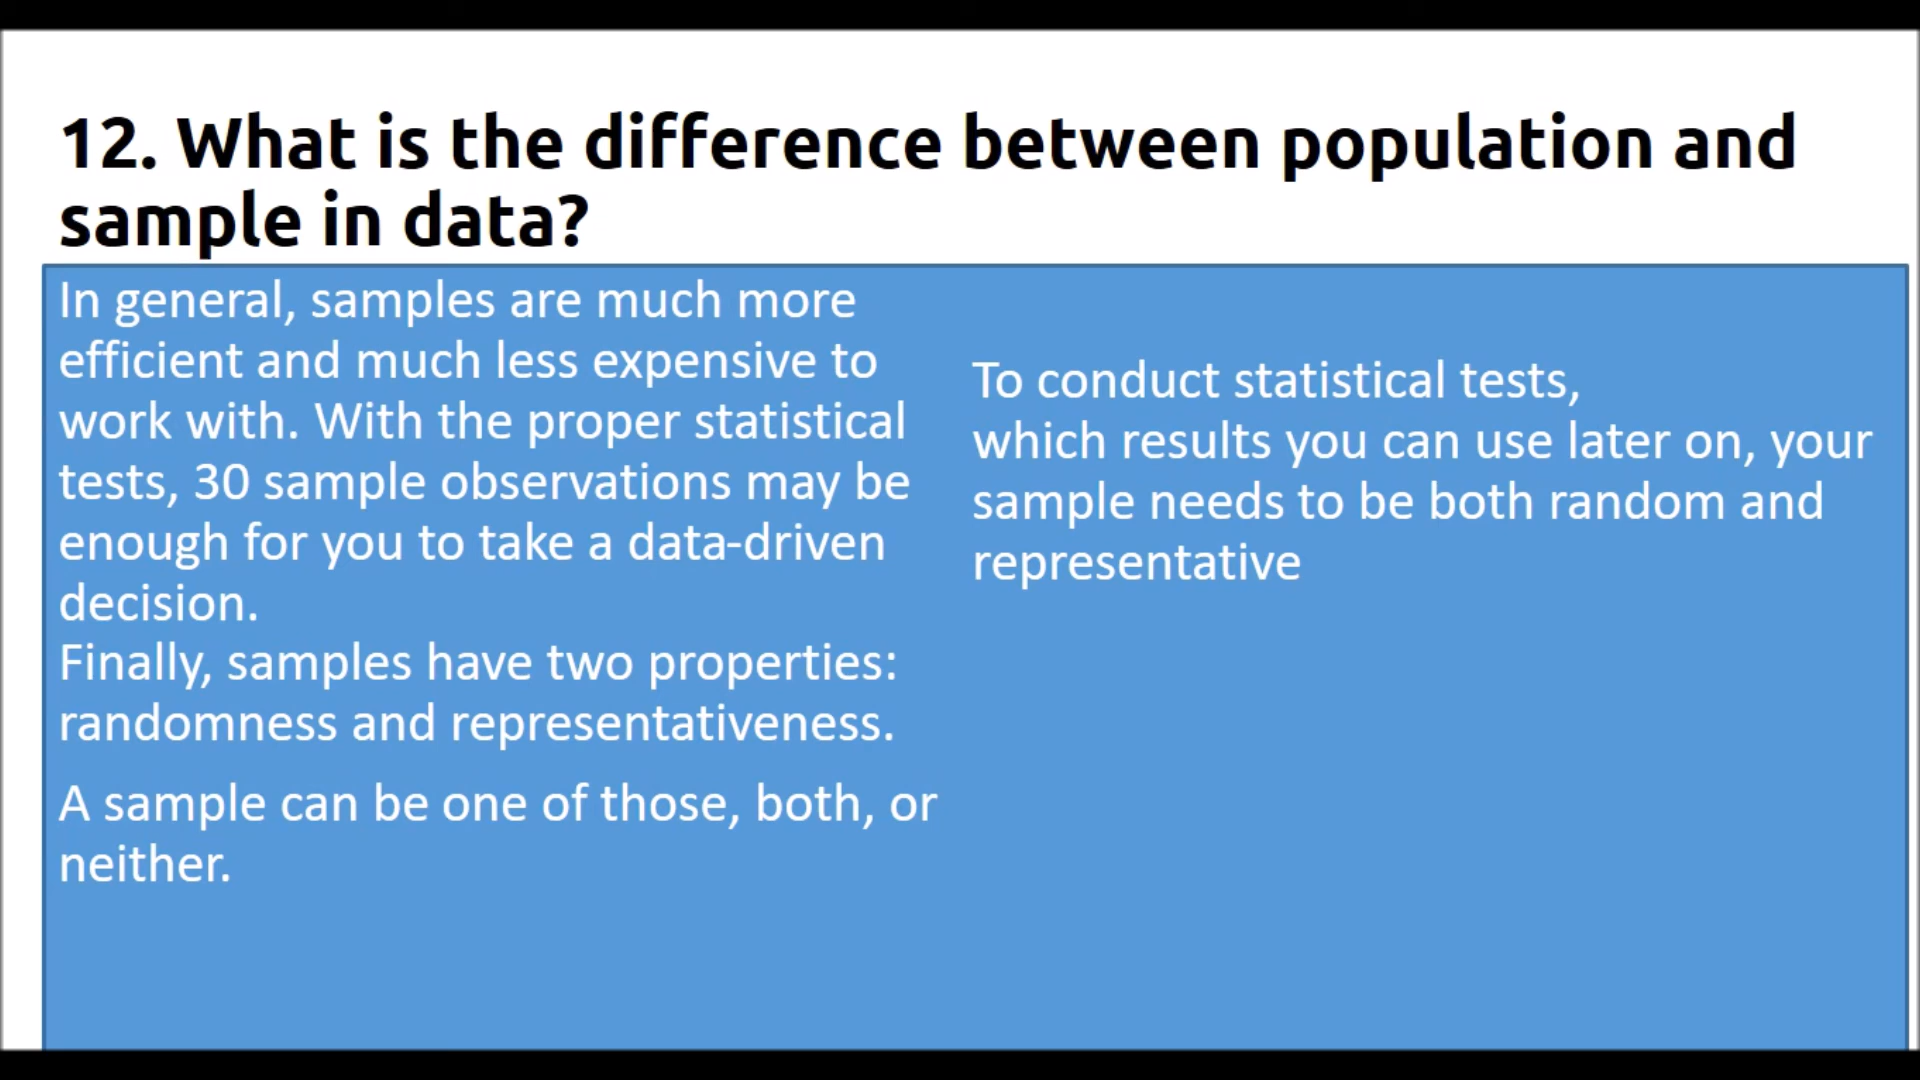 12. What is the difference between population and
sample in data?
In general, samples are much more
efficient and much less expensive to
work with. With the proper statistical
tests, 30 sample observations may be
enough for you to take a data-driven
decision.
Finally, samples have two properties:
randomness and representativeness.
A sample can be one of those, both, or
neither.
To conduct statistical tests,
which results you can use later on, your
sample needs to be both random and
representative